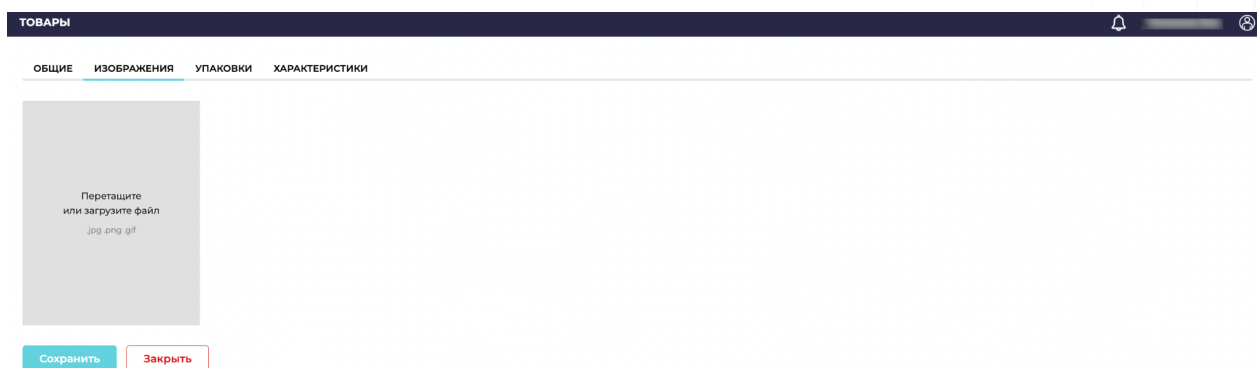 ТОВАРЫ
ОБЩИЕ ИЗОБРАЖЕНИЯ УПАКОВКИ ХАРАКТЕРИСТИКИ
Перетащите
или загрузите файл
.jpg .png .gif
Сохранить Закрыть